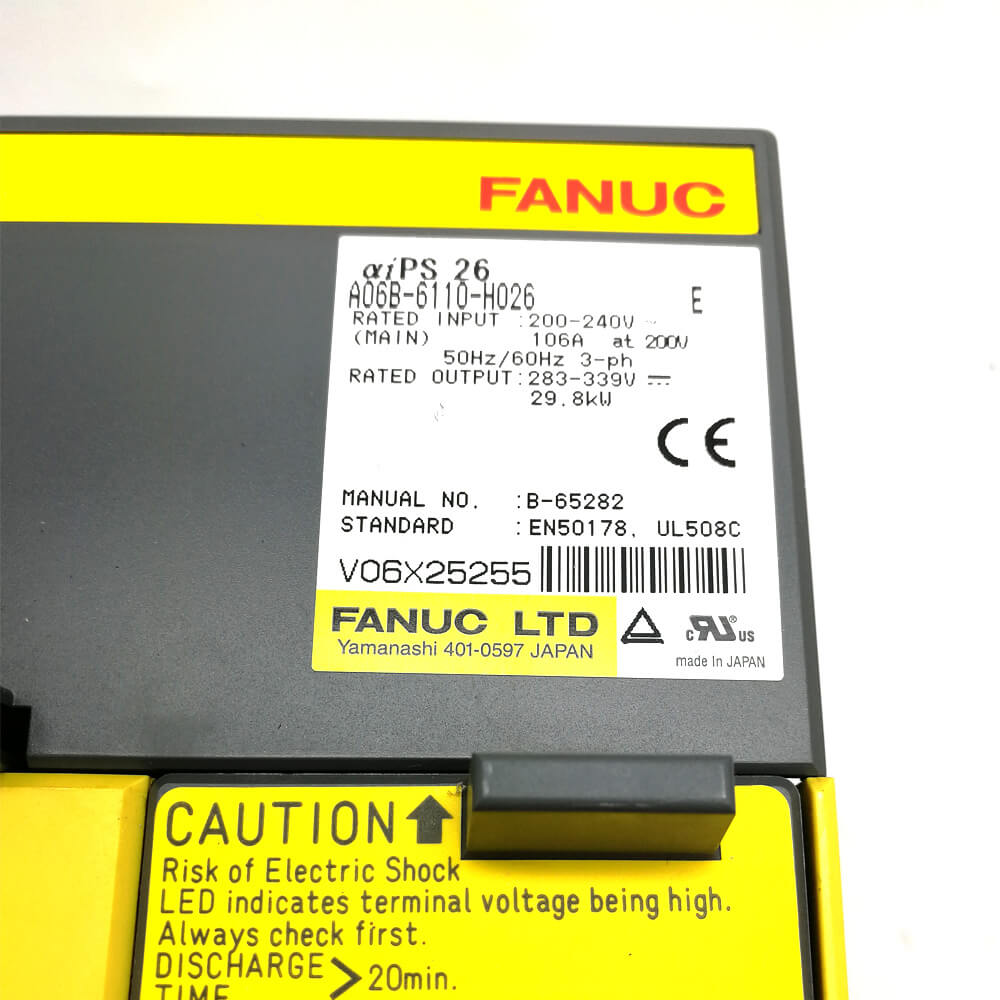 FANUC
αiPS 26
A06B-6110-H026 E
RATED INPUT :200-240V ~
(MAIN) 106A at 200V
50Hz/60Hz 3-ph
RATED OUTPUT:283-339V ⎓
29.8kW
CE
MANUAL NO. :B-65282
STANDARD :EN50178, UL508C
V06X25255
FANUC LTD
Yamanashi 401-0597 JAPAN
c RU® US
made In JAPAN
CAUTION
Risk of Electric Shock
LED indicates terminal voltage being high.
Always check first.
DISCHARGE
TIME > 20min.